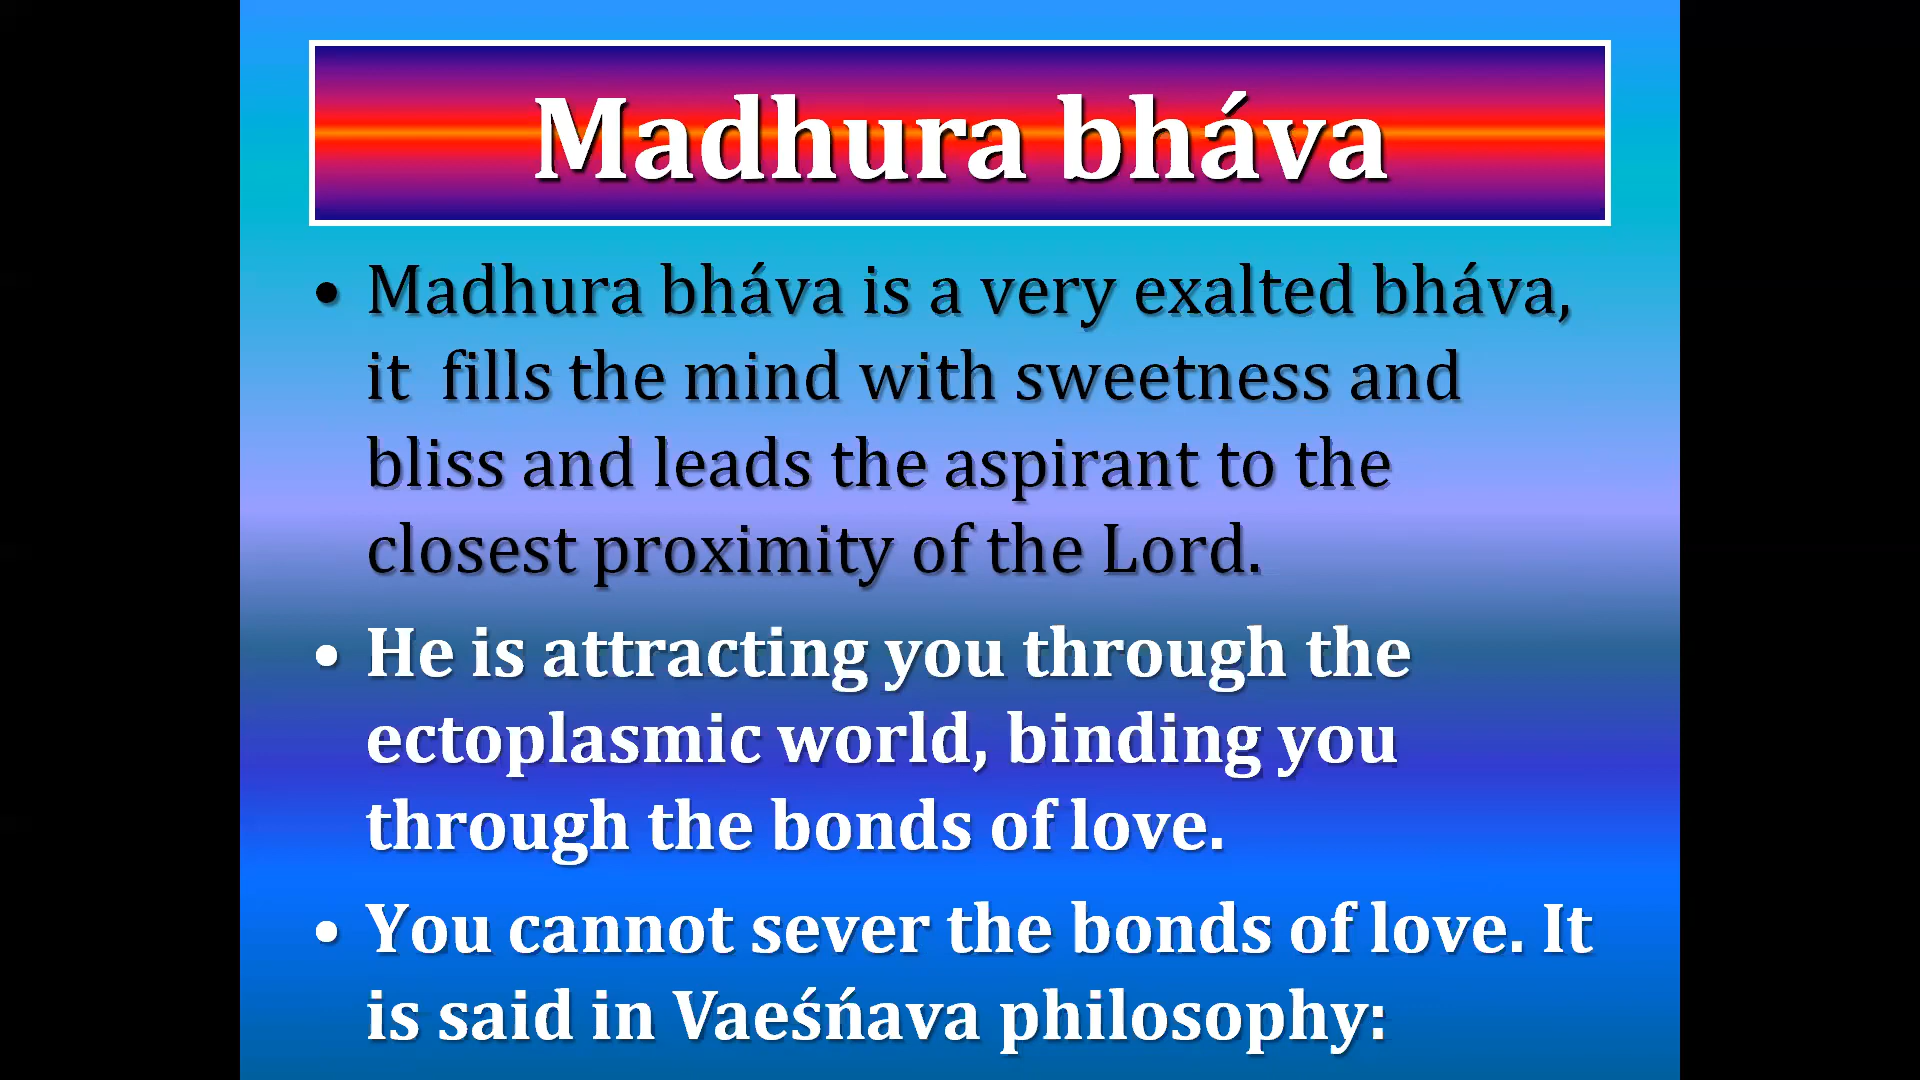 Madhura bháva
• Madhura bháva is a very exalted bháva,
it fills the mind with sweetness and
bliss and leads the aspirant to the
closest proximity of the Lord.
• He is attracting you through the
ectoplasmic world, binding you
through the bonds of love.
• You cannot sever the bonds of love. It
is said in Vaeśńava philosophy: